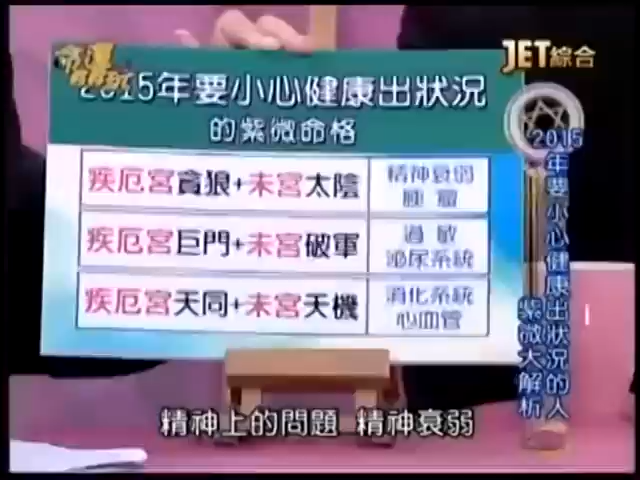 命運好好玩
JET綜合
2015年要小心健康出狀況
的紫微命格
疾厄宮貪狼+未宮太陰
精神衰弱
腫瘤
疾厄宮巨門+未宮破軍
過敏
泌尿系統
疾厄宮天同+未宮天機
消化系統
心血管
2015年要小心健康出狀況的人
紫微大解析
精神上的問題 精神衰弱